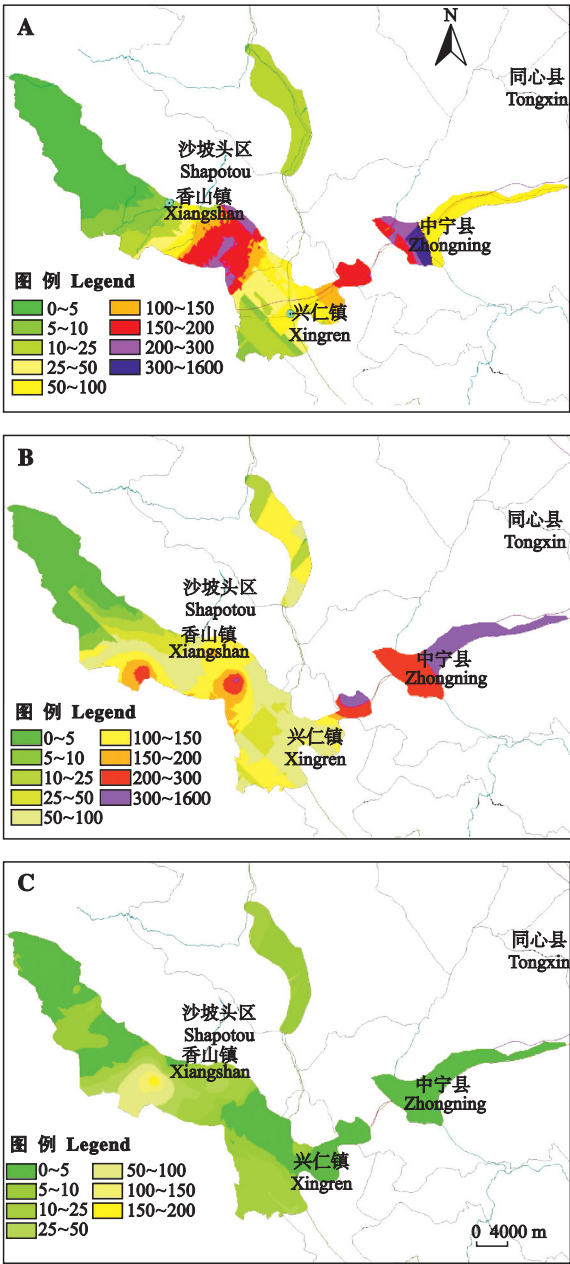 A
N
同心县
Tongxin
沙坡头区
Shapotou
香山镇
Xiangshan
中宁县
Zhongning
兴仁镇
Xingren
图 例 Legend
0~5
5~10
10~25
25~50
50~100
100~150
150~200
200~300
300~1600
B
同心县
Tongxin
沙坡头区
Shapotou
香山镇
Xiangshan
中宁县
Zhongning
兴仁镇
Xingren
图 例 Legend
0~5
5~10
10~25
25~50
50~100
100~150
150~200
200~300
300~1600
C
同心县
Tongxin
沙坡头区
Shapotou
香山镇
Xiangshan
中宁县
Zhongning
兴仁镇
Xingren
图 例 Legend
0~5
5~10
10~25
25~50
50~100
100~150
150~200
0 4000 m